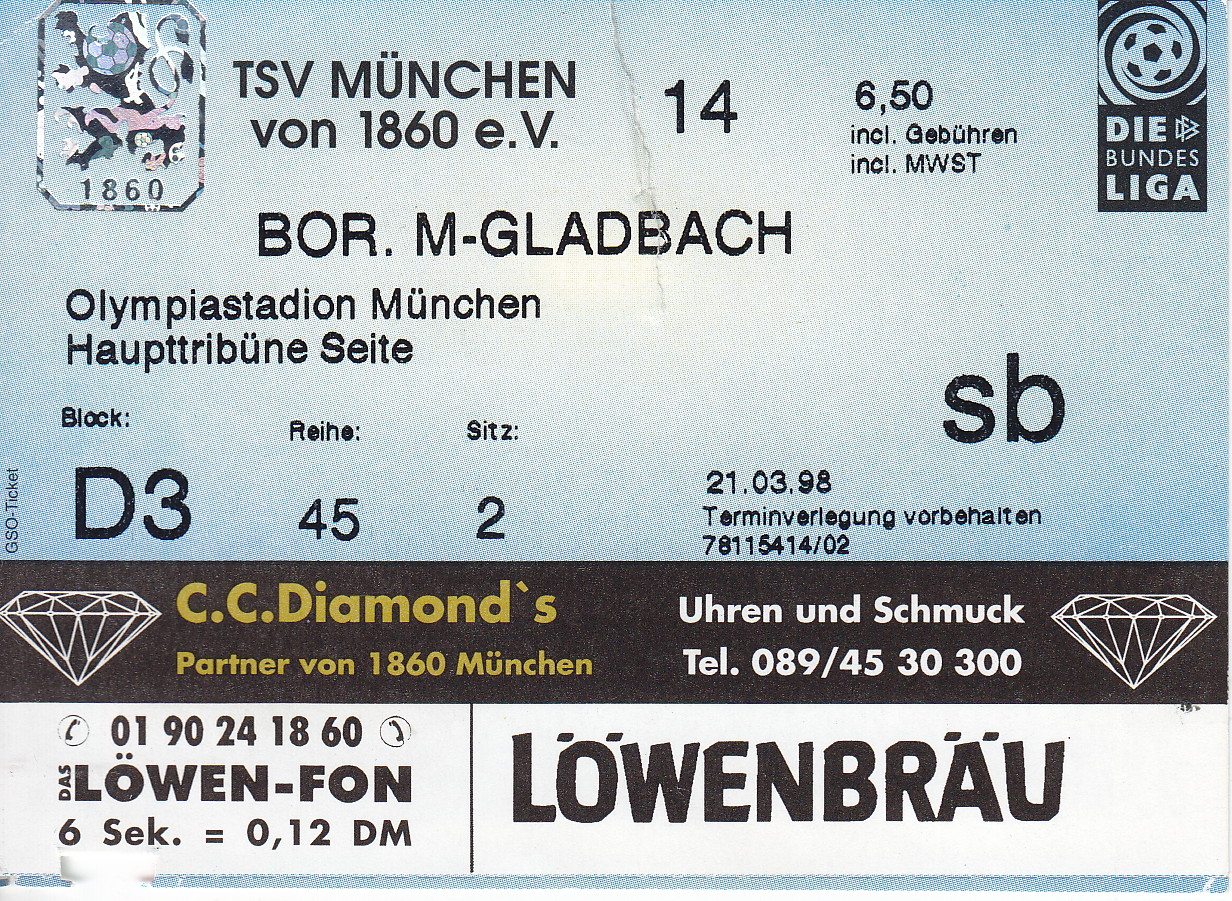 1860
TSV MÜNCHEN
von 1860 e.V.
14
6,50
incl. Gebühren
incl. MWST
DIE
BUNDES
LIGA
BOR. M-GLADBACH
Olympiastadion München
Haupttribüne Seite
sb
Block:
Reihe:
Sitz:
D3
45
2
21.03.98
Terminverlegung vorbehalten
78115414/02
GSO-Ticket
C.C.Diamond`s
Partner von 1860 München
Uhren und Schmuck
Tel. 089/45 30 300
01 90 24 18 60
DAS LÖWEN-FON
6 Sek. = 0,12 DM
LÖWENBRÄU